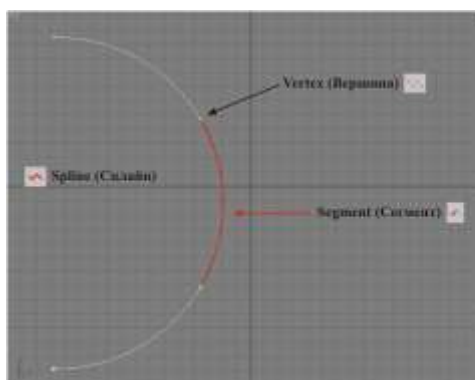 Vertex (Вершина)
Spline (Сплайн)
Segment (Сегмент)